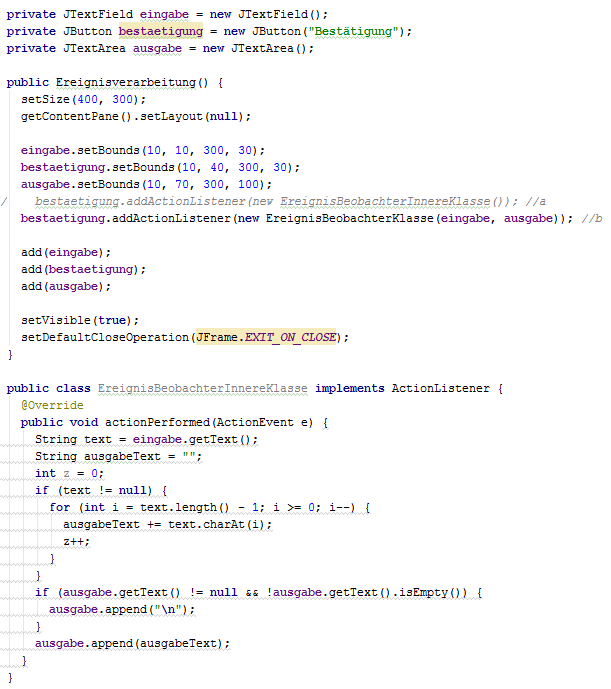 private JTextField eingabe = new JTextField();
private JButton bestaetigung = new JButton("Bestätigung");
private JTextArea ausgabe = new JTextArea();
public Ereignisverarbeitung() {
setSize(400, 300);
getContentPane().setLayout(null);
eingabe.setBounds(10, 10, 300, 30);
bestaetigung.setBounds(10, 40, 300, 30);
ausgabe.setBounds(10, 70, 300, 100);
/ bestaetigung.addActionListener(new EreignisBeobachterInnereKlasse()); //a
bestaetigung.addActionListener(new EreignisBeobachterKlasse(eingabe, ausgabe)); //b
add(eingabe);
add(bestaetigung);
add(ausgabe);
setVisible(true);
setDefaultCloseOperation(JFrame.EXIT_ON_CLOSE);
}
public class EreignisBeobachterInnereKlasse implements ActionListener {
@Override
public void actionPerformed(ActionEvent e) {
String text = eingabe.getText();
String ausgabeText = "";
int z = 0;
if (text != null) {
for (int i = text.length() - 1; i >= 0; i--) {
ausgabeText += text.charAt(i);
z++;
}
}
if (ausgabe.getText() != null && !ausgabe.getText().isEmpty()) {
ausgabe.append("\n");
}
ausgabe.append(ausgabeText);
}
}